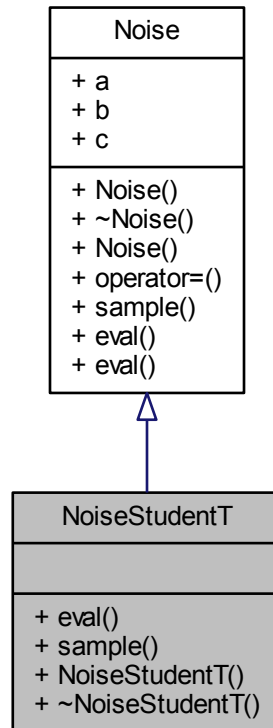 Noise
+ a
+ b
+ c
+ Noise()
+ ~Noise()
+ Noise()
+ operator=()
+ sample()
+ eval()
+ eval()
NoiseStudentT
+ eval()
+ sample()
+ NoiseStudentT()
+ ~NoiseStudentT()